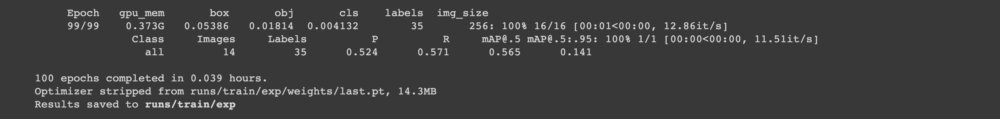 Epoch gpu_mem box obj cls labels img_size
99/99 0.373G 0.05386 0.01814 0.004132 35 256: 100% 16/16 [00:01<00:00, 12.86it/s]
Class Images Labels P R mAP@.5 mAP@.5:.95: 100% 1/1 [00:00<00:00, 11.51it/s]
all 14 35 0.524 0.571 0.565 0.141
100 epochs completed in 0.039 hours.
Optimizer stripped from runs/train/exp/weights/last.pt, 14.3MB
Results saved to runs/train/exp